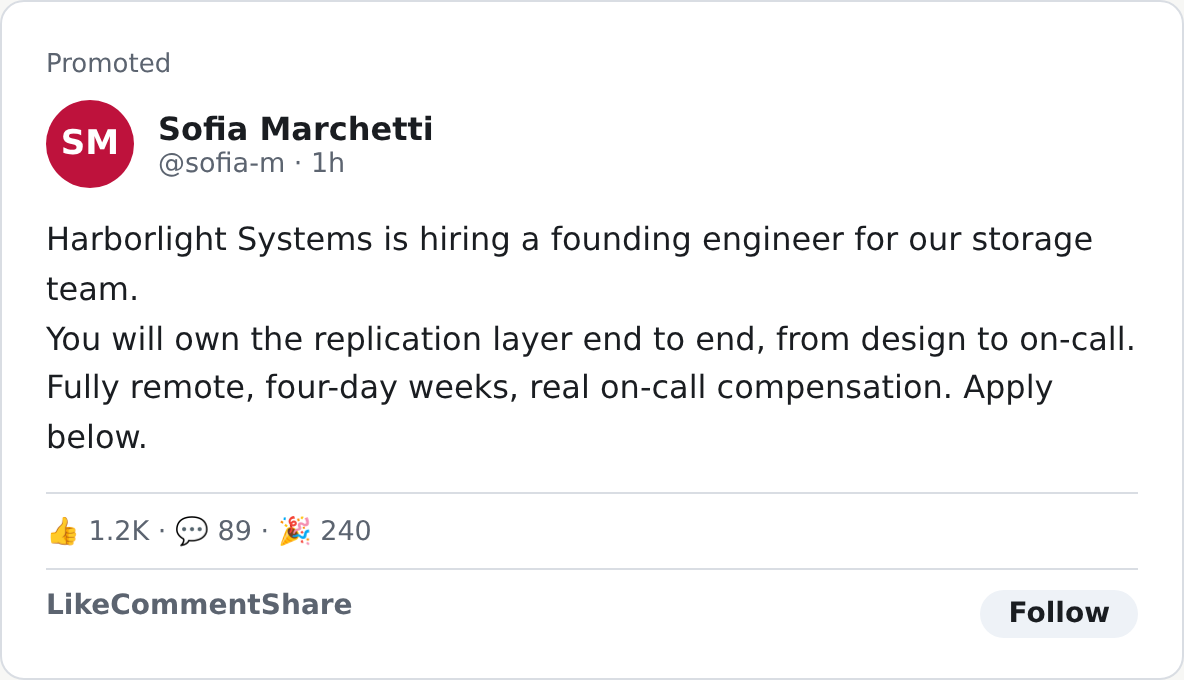 Promoted
SM
Sofia Marchetti
@sofia-m · 1h
Harborlight Systems is hiring a founding engineer for our storage
team.
You will own the replication layer end to end, from design to on-call.
Fully remote, four-day weeks, real on-call compensation. Apply
below.
👍 1.2K · 💬 89 · 🎉 240
LikeCommentShare
Follow